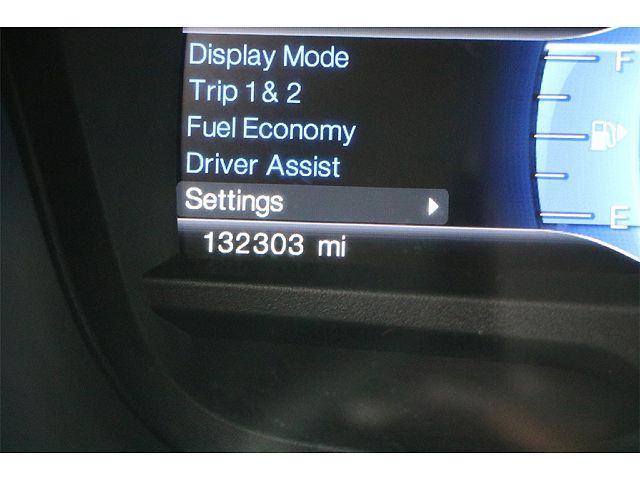 Display Mode
Trip 1 & 2
Fuel Economy
Driver Assist
Settings
132303 mi
F
E